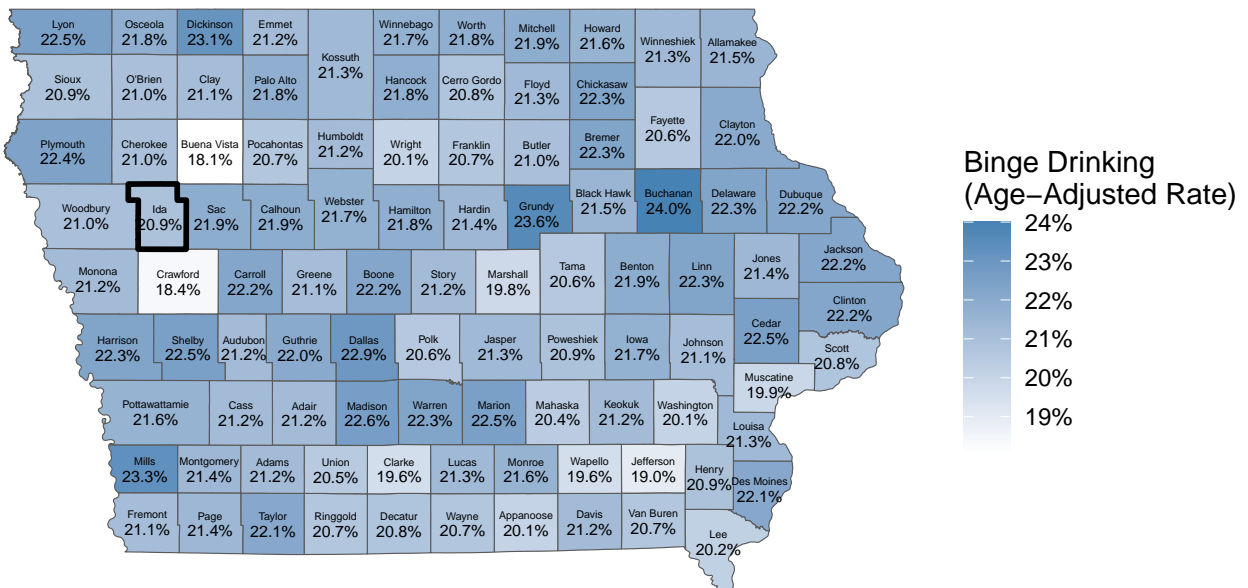 Lyon
22.5%
Osceola
21.8%
Dickinson
23.1%
Emmet
21.2%
Kossuth
21.3%
Winnebago
21.7%
Worth
21.8%
Mitchell
21.9%
Howard
21.6%
Winneshiek
21.3%
Allamakee
21.5%
Sioux
20.9%
O'Brien
21.0%
Clay
21.1%
Palo Alto
21.8%
Hancock
21.8%
Cerro Gordo
20.8%
Floyd
21.3%
Chickasaw
22.3%
Fayette
20.6%
Clayton
22.0%
Plymouth
22.4%
Cherokee
21.0%
Buena Vista
18.1%
Pocahontas
20.7%
Humboldt
21.2%
Wright
20.1%
Franklin
20.7%
Butler
21.0%
Bremer
22.3%
Woodbury
21.0%
Ida
20.9%
Sac
21.9%
Calhoun
21.9%
Webster
21.7%
Hamilton
21.8%
Hardin
21.4%
Grundy
23.6%
Black Hawk
21.5%
Buchanan
24.0%
Delaware
22.3%
Dubuque
22.2%
Monona
21.2%
Crawford
18.4%
Carroll
22.2%
Greene
21.1%
Boone
22.2%
Story
21.2%
Marshall
19.8%
Tama
20.6%
Benton
21.9%
Linn
22.3%
Jones
21.4%
Jackson
22.2%
Clinton
22.2%
Harrison
22.3%
Shelby
22.5%
Audubon
21.2%
Guthrie
22.0%
Dallas
22.9%
Polk
20.6%
Jasper
21.3%
Poweshiek
20.9%
Iowa
21.7%
Johnson
21.1%
Cedar
22.5%
Scott
20.8%
Muscatine
19.9%
Pottawattamie
21.6%
Cass
21.2%
Adair
21.2%
Madison
22.6%
Warren
22.3%
Marion
22.5%
Mahaska
20.4%
Keokuk
21.2%
Washington
20.1%
Louisa
21.3%
Mills
23.3%
Montgomery
21.4%
Adams
21.2%
Union
20.5%
Clarke
19.6%
Lucas
21.3%
Monroe
21.6%
Wapello
19.6%
Jefferson
19.0%
Henry
20.9%
Des Moines
22.1%
Fremont
21.1%
Page
21.4%
Taylor
22.1%
Ringgold
20.7%
Decatur
20.8%
Wayne
20.7%
Appanoose
20.1%
Davis
21.2%
Van Buren
20.7%
Lee
20.2%
Binge Drinking
(Age−Adjusted Rate)
24%
23%
22%
21%
20%
19%